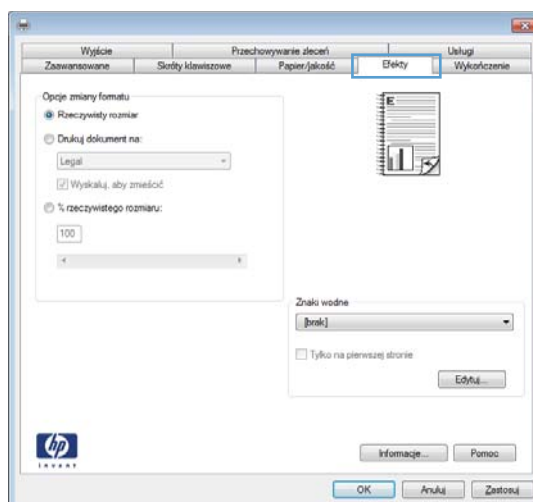 Wyjście Przechowywanie zleceń Usługi
Zaawansowane Skróty klawiszowe Papier/jakość Efekty Wykończenie
Opcje zmiany formatu
Rzeczywisty rozmiar
Drukuj dokument na:
Legal
Wyskaluj, aby zmieścić
% rzeczywistego rozmiaru:
100
E
Znaki wodne
[brak]
Tylko na pierwszej stronie
Edytuj...
hp
invent
Informacje... Pomoc
OK Anuluj Zastosuj